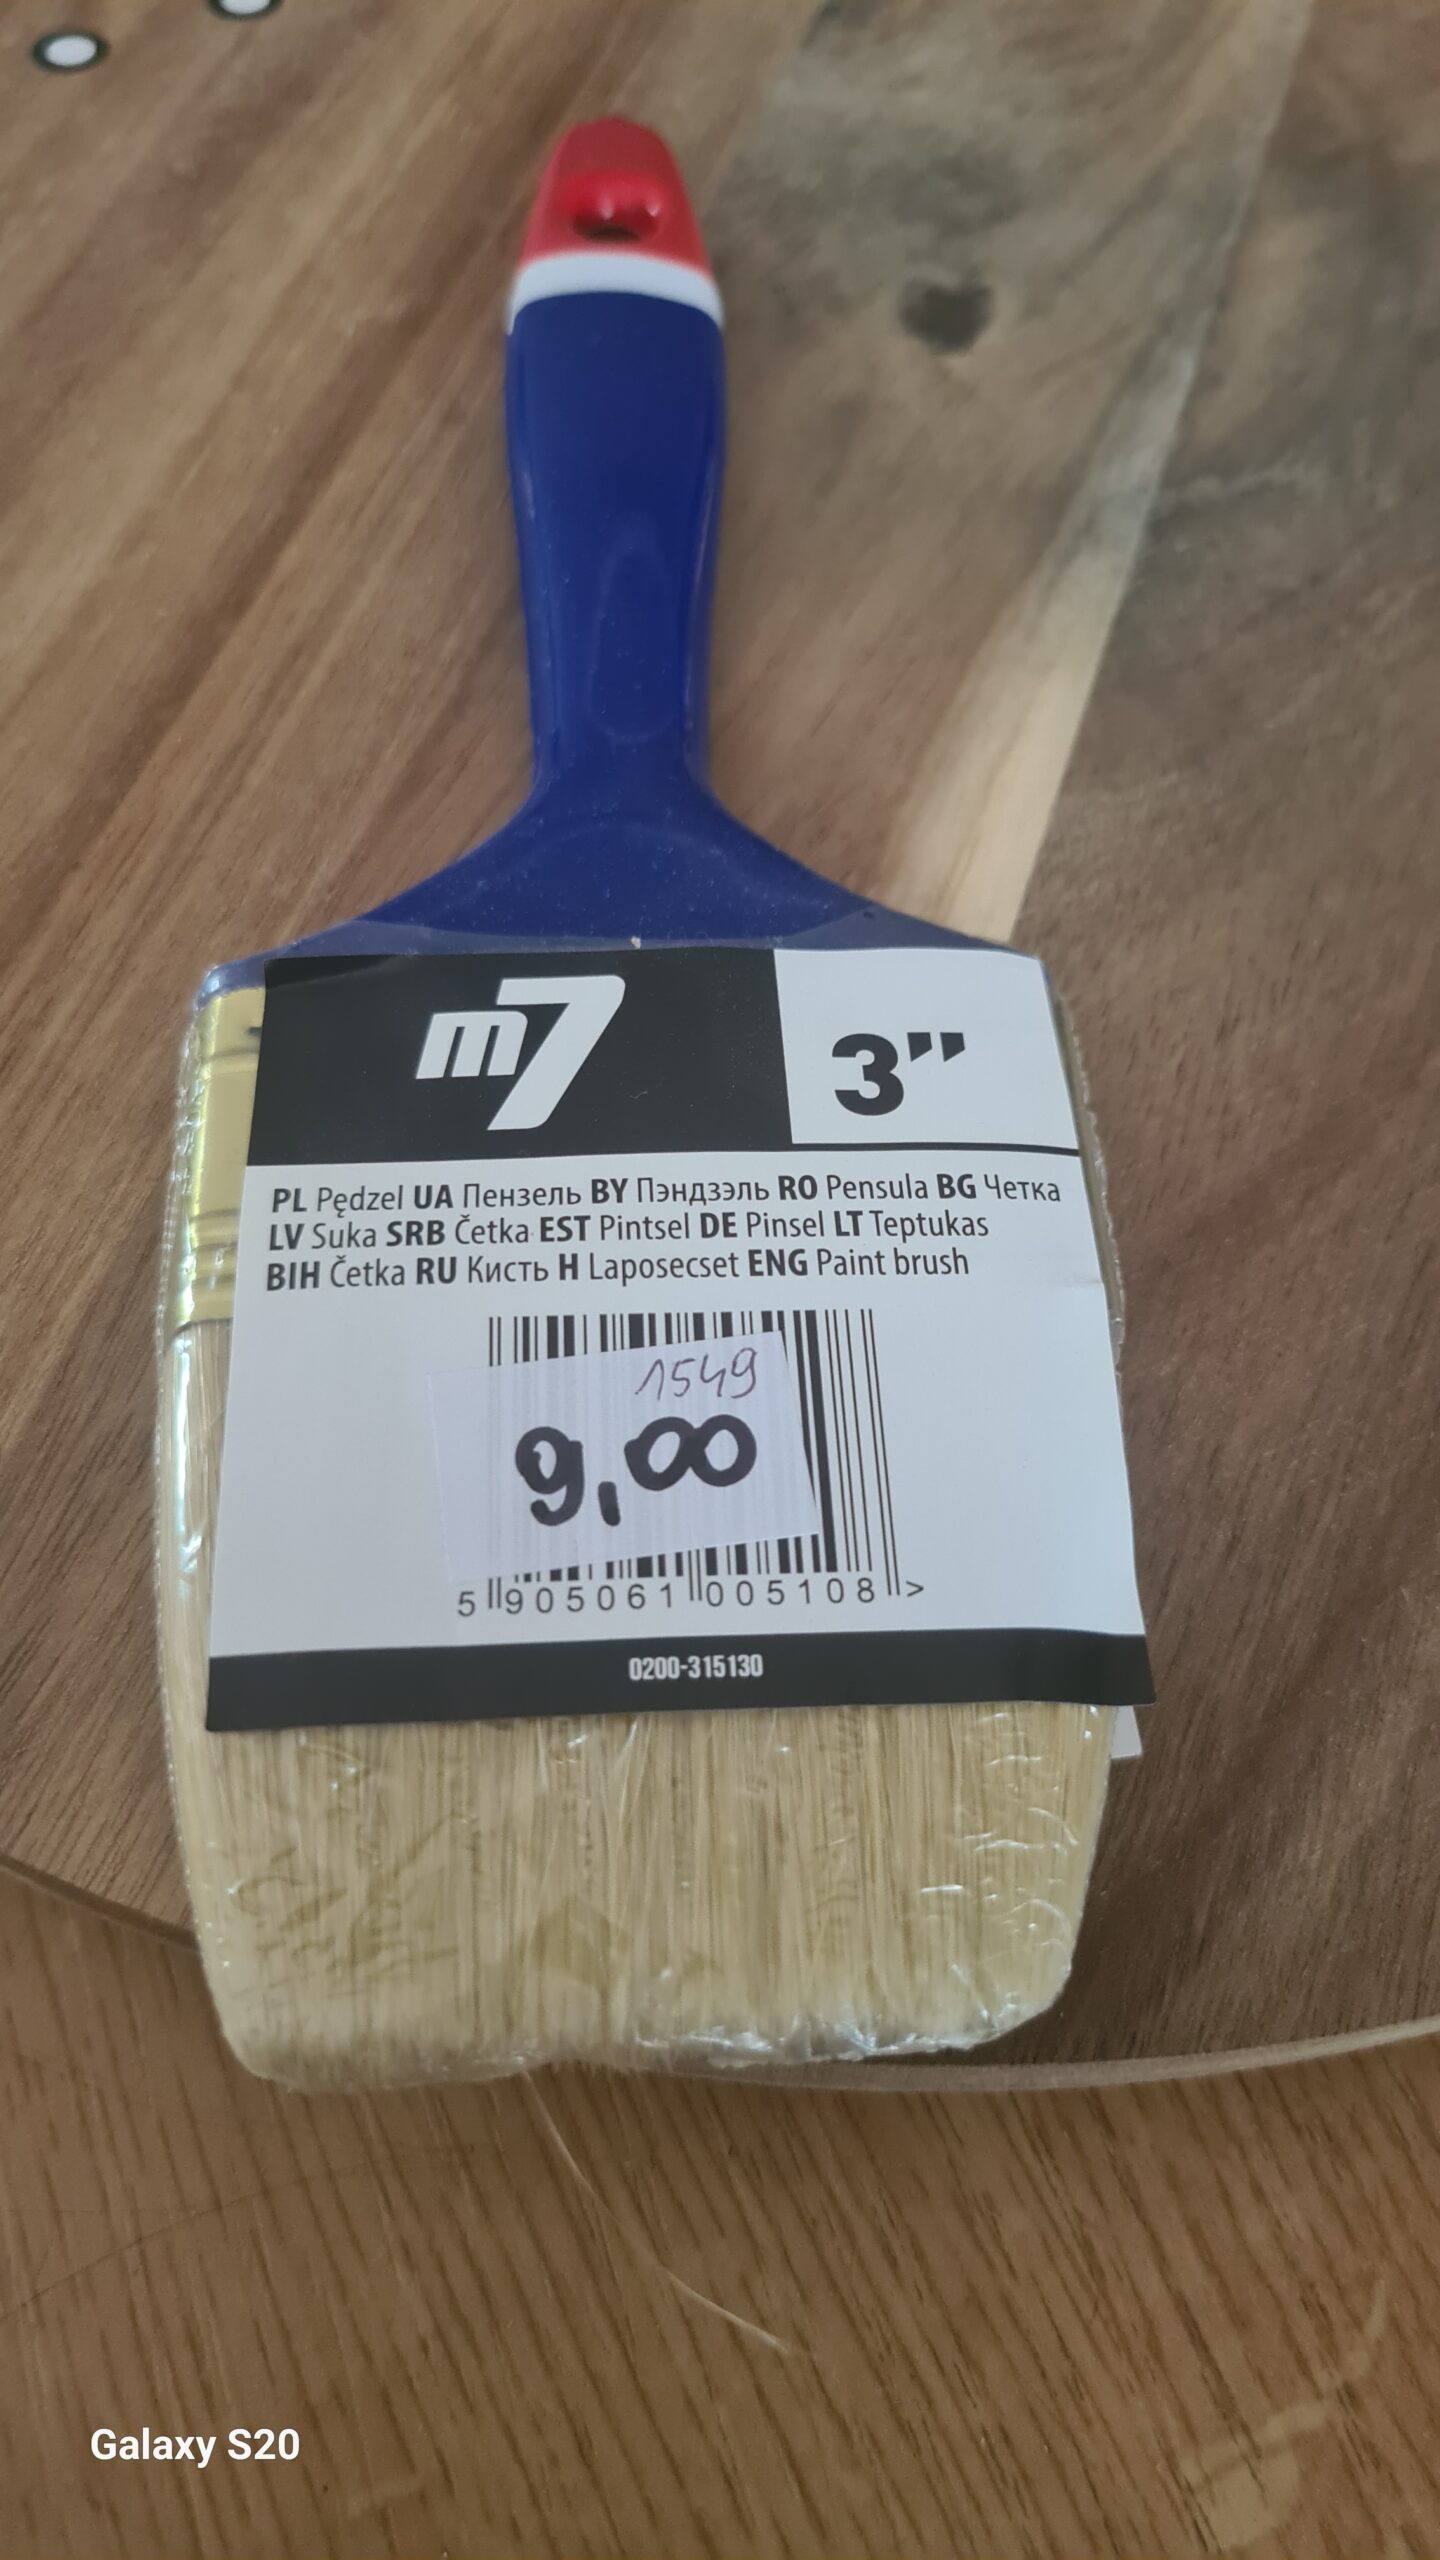 m7
3”
PL Pędzel UA Пензель BY Пэндзэль RO Pensula BG Четка
LV Suka SRB Četka EST Pintsel DE Pinsel LT Teptukas
BIH Četka RU Кисть H Laposecset ENG Paint brush
1549
9,00
5 905061 005108 >
0200-315130
Galaxy S20